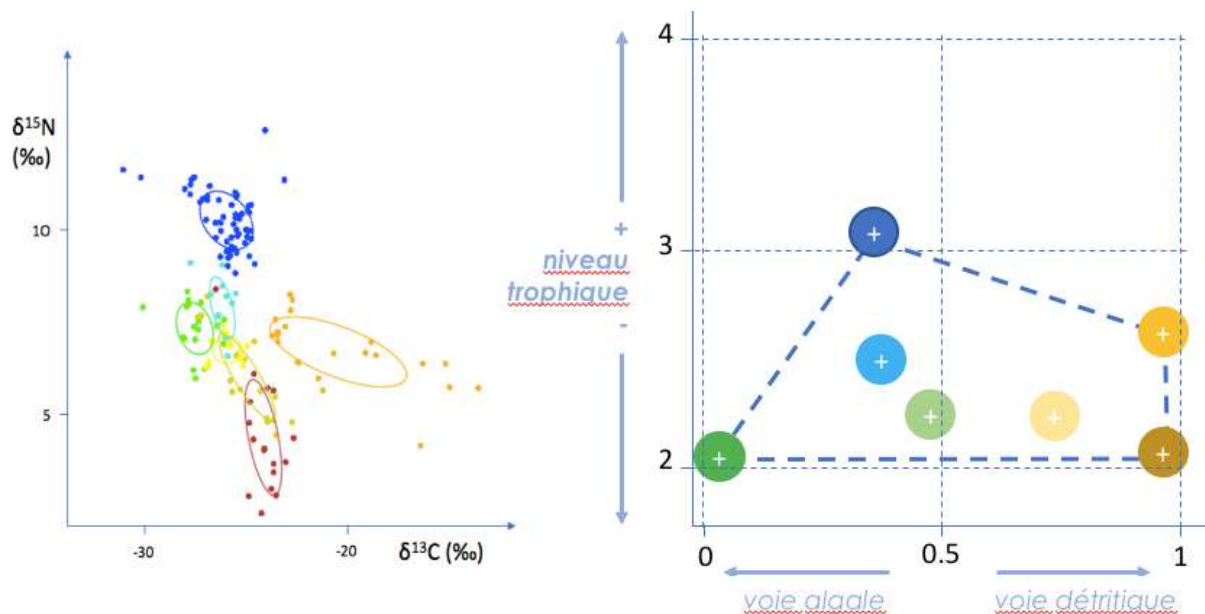 δ¹⁵N
(‰)
10
5
-30
-20
δ¹³C (‰)
+
niveau
trophique
-
4
3
2
0
0.5
1
voie algale
voie détritique